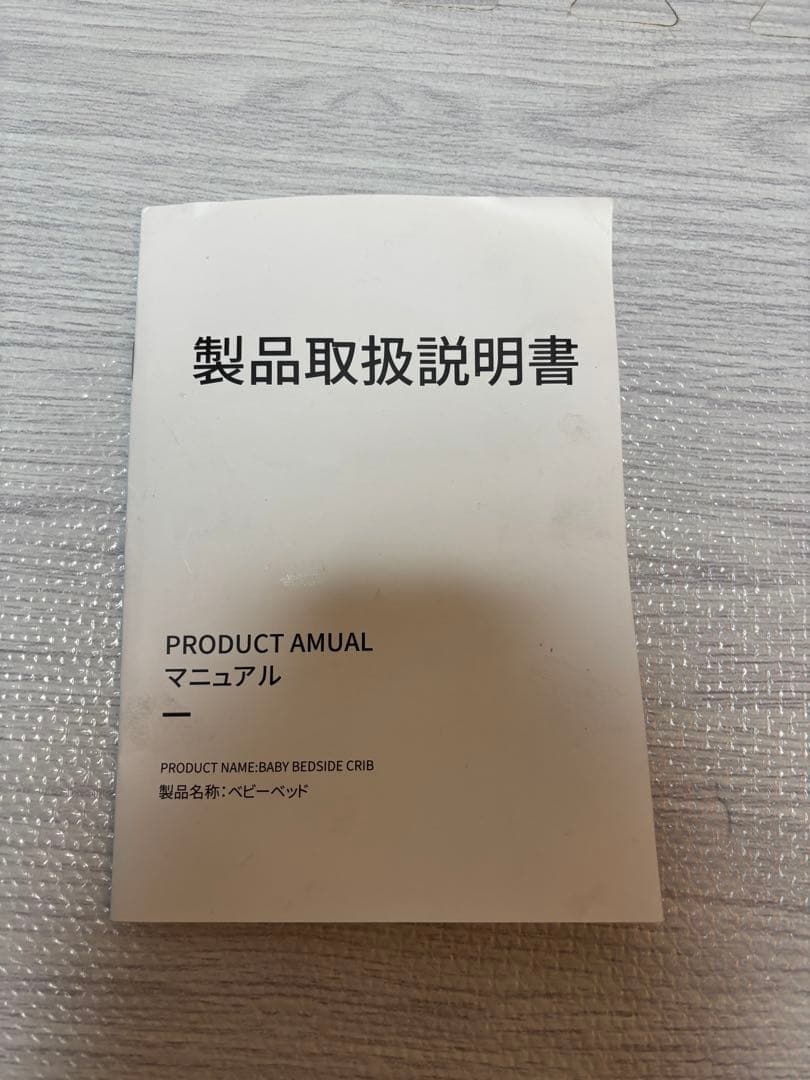 製品取扱説明書
PRODUCT AMUAL
マニュアル
PRODUCT NAME:BABY BEDSIDE CRIB
製品名称：ベビーベッド